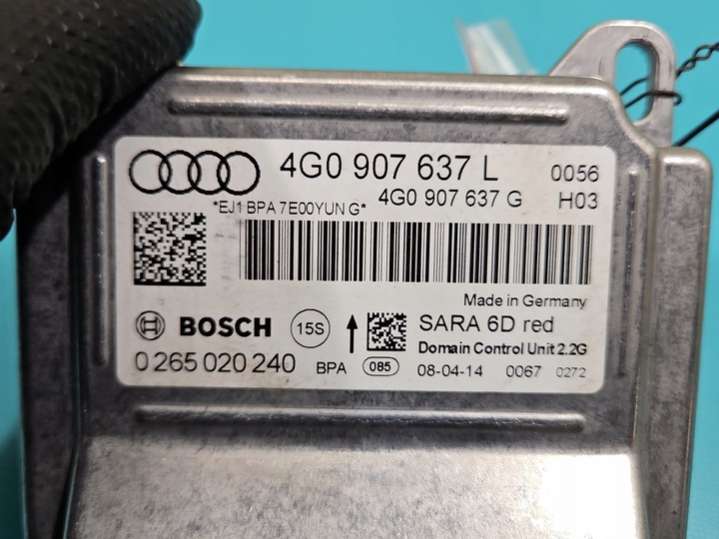 4G0 907 637 L 0056
4G0 907 637 G H03
*EJ1 BPA 7E00YUN G*
Made in Germany
BOSCH 15S SARA 6D red
Domain Control Unit 2.2G
0 265 020 240 BPA 085 08-04-14 0067 0272